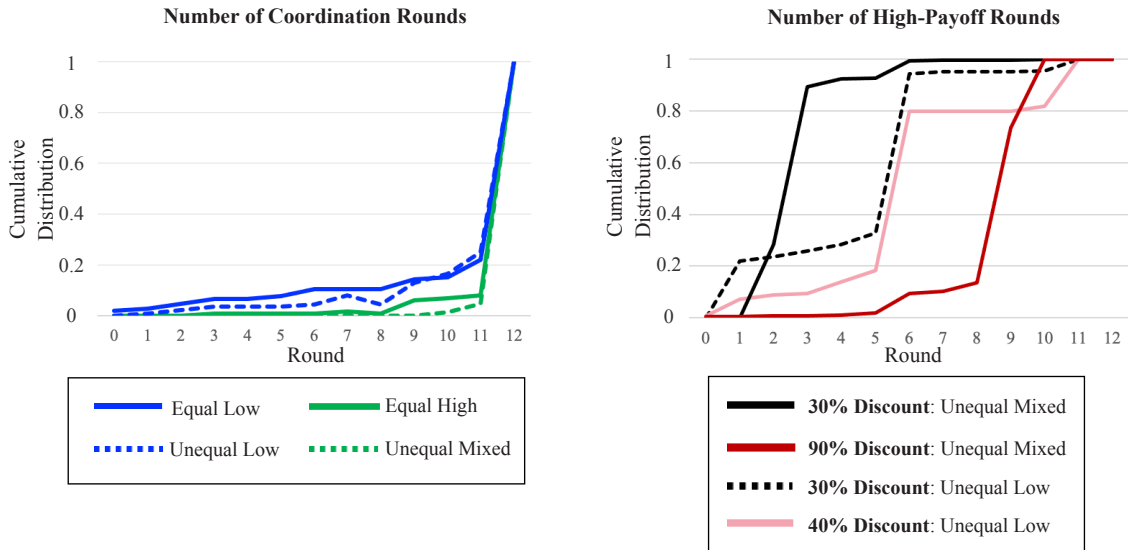 Number of Coordination Rounds
1
0.8
0.6
0.4
0.2
0
Cumulative
Distribution
0 1 2 3 4 5 6 7 8 9 10 11 12
Round
Equal Low
Equal High
Unequal Low
Unequal Mixed
Number of High-Payoff Rounds
1
0.8
0.6
0.4
0.2
0
Cumulative
Distribution
0 1 2 3 4 5 6 7 8 9 10 11 12
Round
30% Discount: Unequal Mixed
90% Discount: Unequal Mixed
30% Discount: Unequal Low
40% Discount: Unequal Low